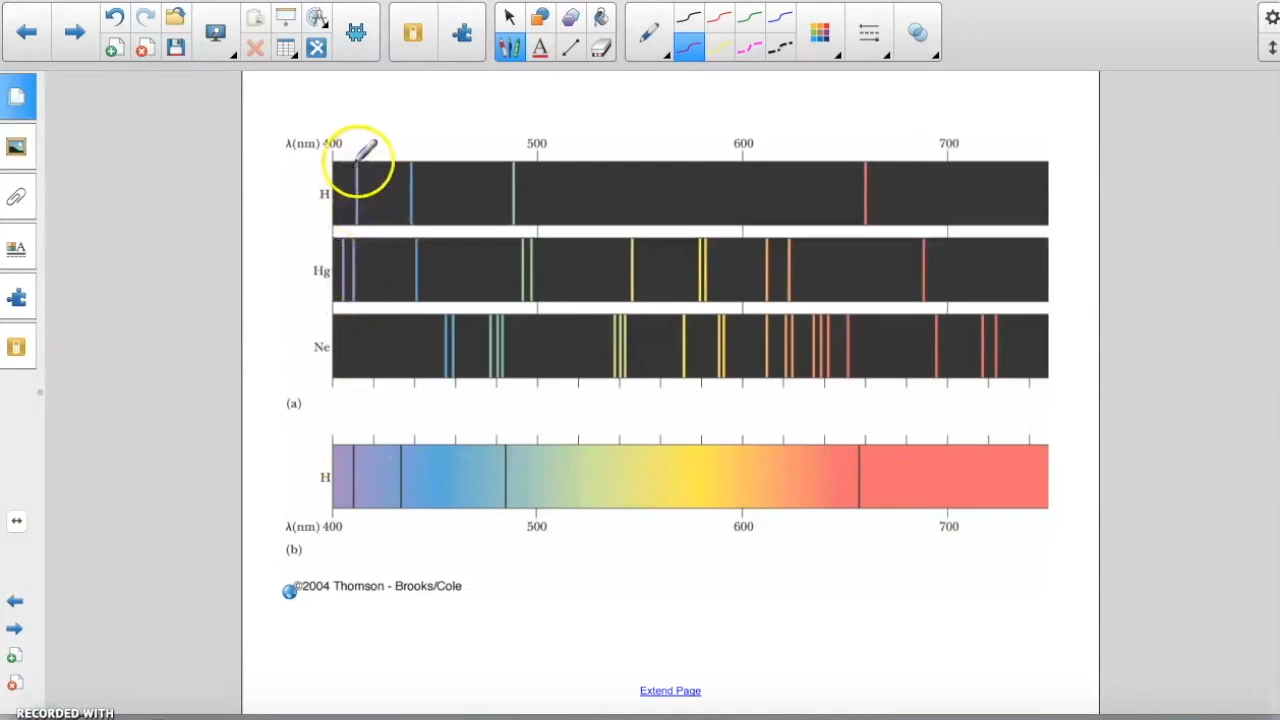 λ(nm) 400 500 600 700
H
Hg
Ne
(a)
H
λ(nm) 400 500 600 700
(b)
©2004 Thomson - Brooks/Cole
Extend Page
RECORDED WITH